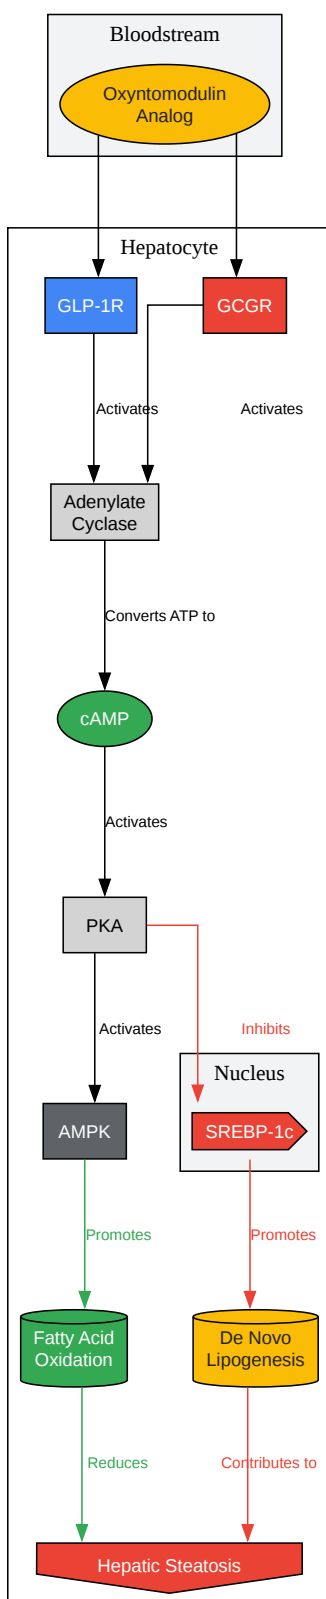 Bloodstream
Oxyntomodulin
Analog
Hepatocyte
GLP-1R
GCGR
Activates
Activates
Adenylate
Cyclase
Converts ATP to
cAMP
Activates
PKA
Activates
Inhibits
Nucleus
AMPK
SREBP-1c
Promotes
Promotes
Fatty Acid
Oxidation
De Novo
Lipogenesis
Reduces
Contributes to
Hepatic Steatosis